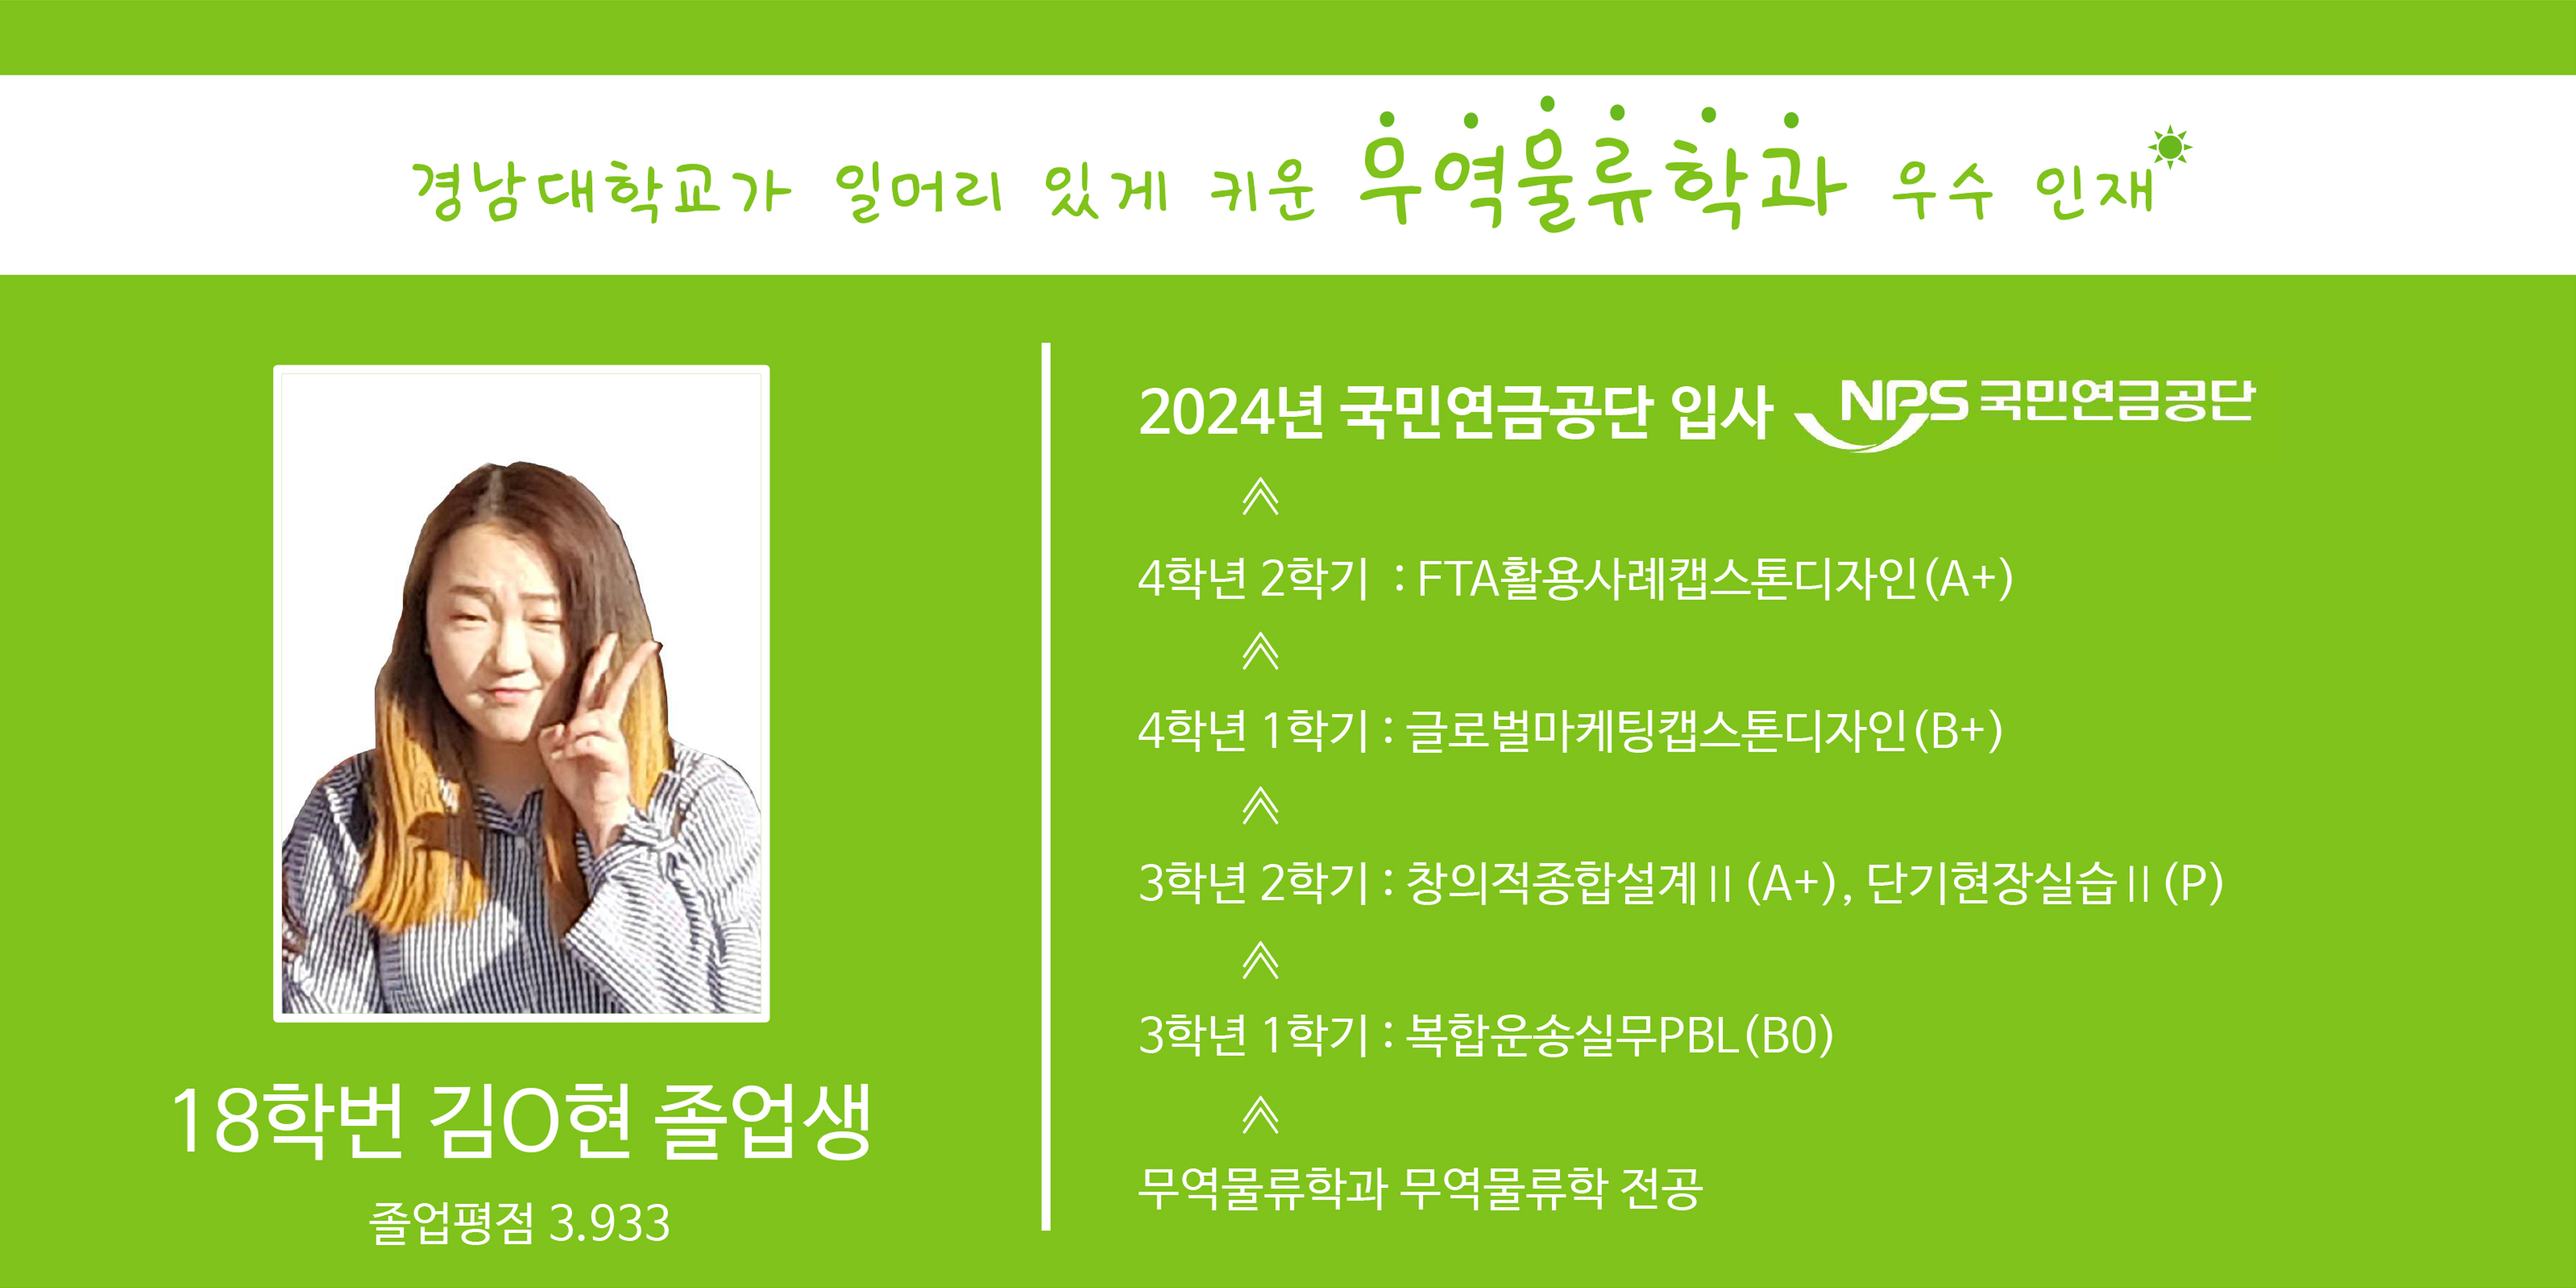 경남대학교가 일머리 있게 키운 무역물류학과 우수 인재
18학번 김O현 졸업생
졸업평점 3.933
2024년 국민연금공단 입사 NPS 국민연금공단
4학년 2학기 : FTA활용사례캡스톤디자인(A+)
4학년 1학기 : 글로벌마케팅캡스톤디자인(B+)
3학년 2학기 : 창의적종합설계Ⅱ(A+), 단기현장실습Ⅱ(P)
3학년 1학기 : 복합운송실무PBL(B0)
무역물류학과 무역물류학 전공